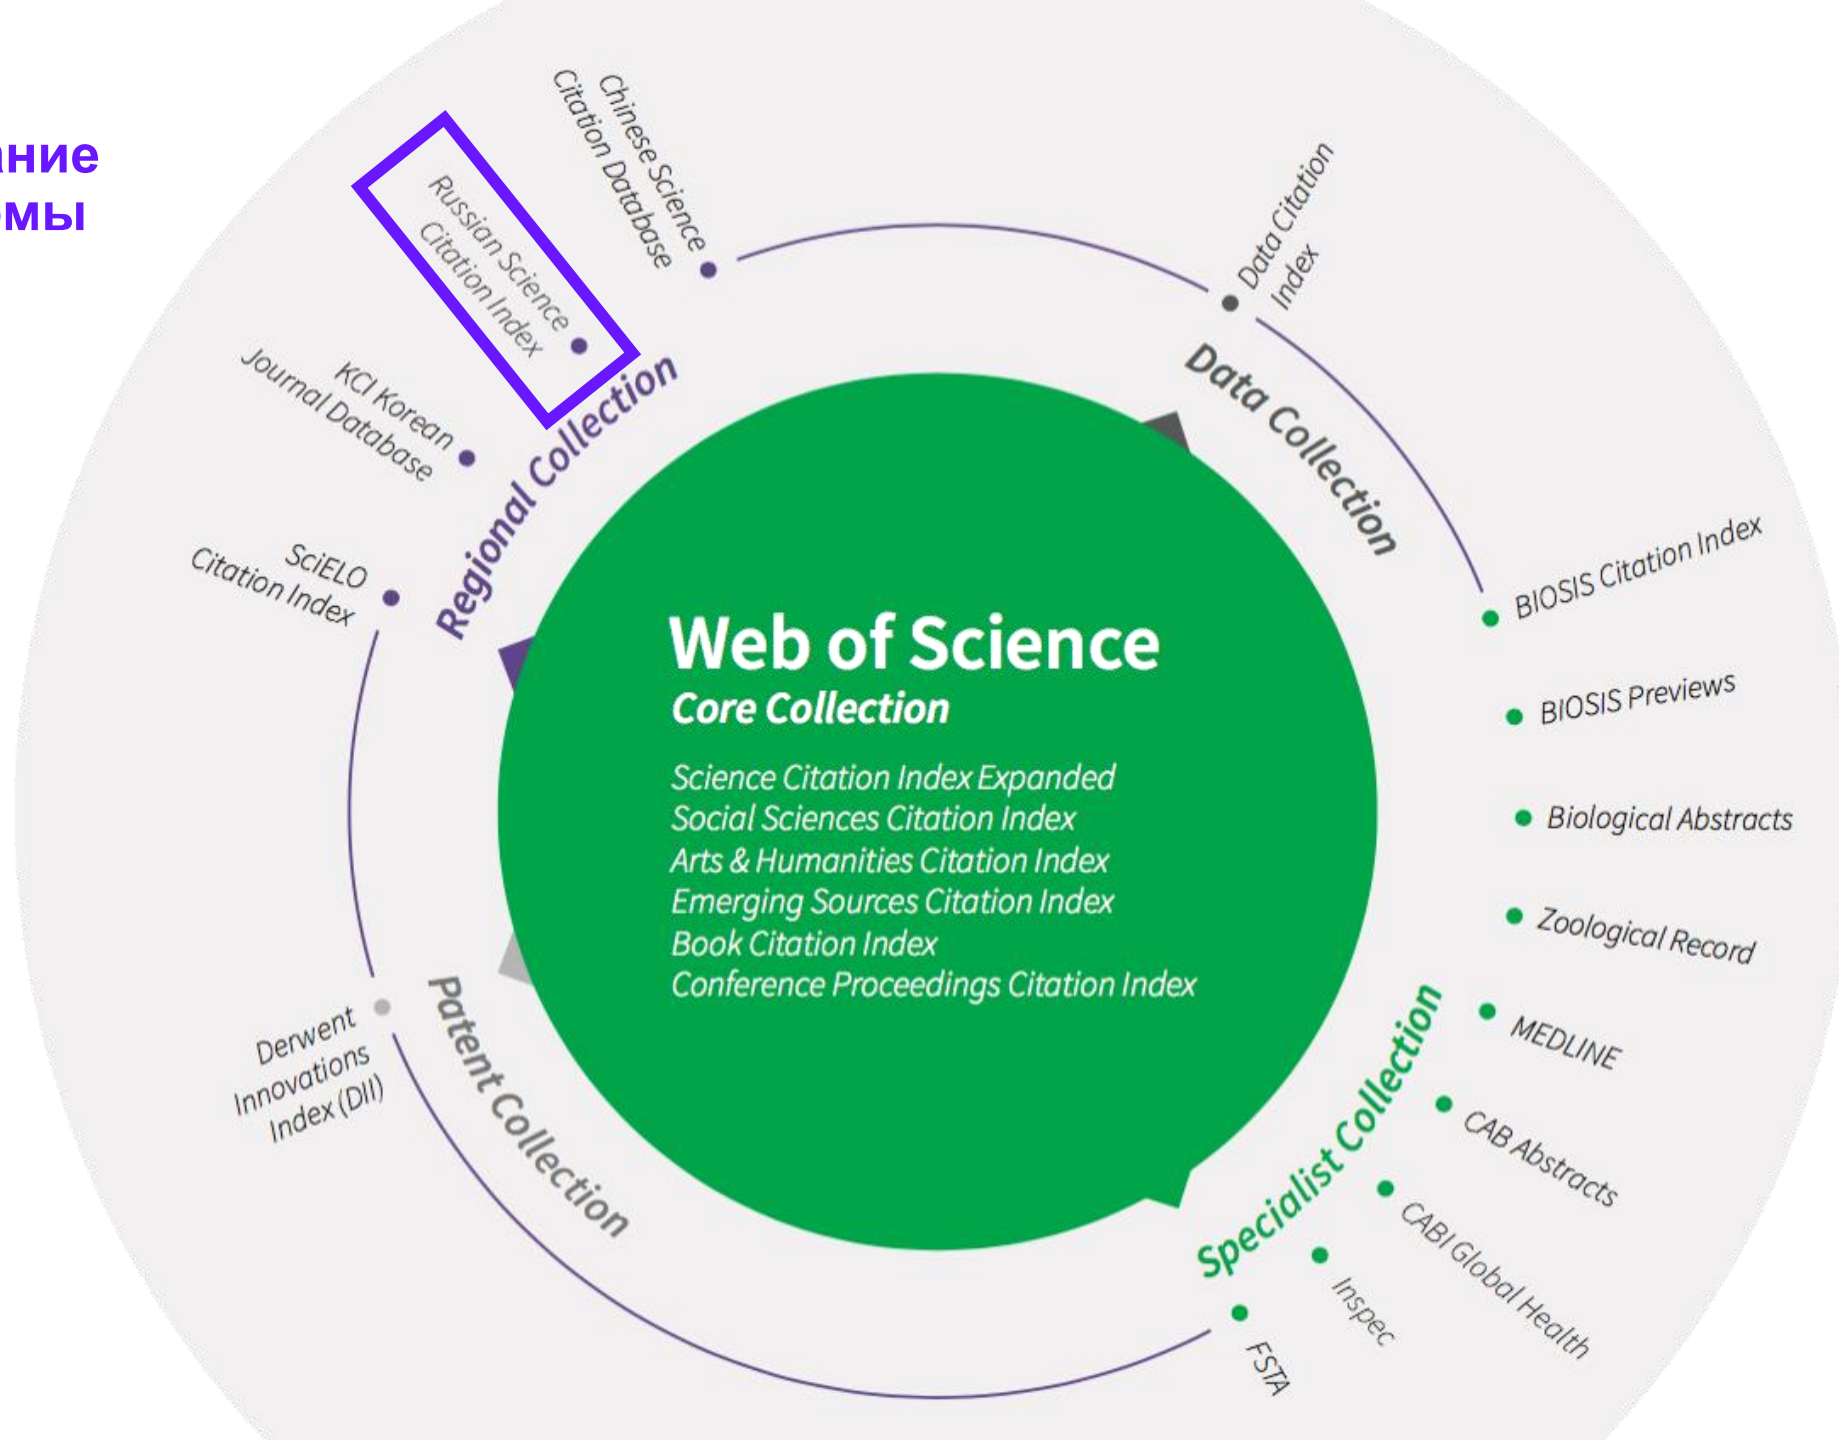 Chinese Science
Citation Database
Russian Science
Citation Index
KCI Korean
Journal Database
SciELO
Citation Index
Regional Collection
Data Citation
Index
Data Collection
Web of Science
Core Collection
Science Citation Index Expanded
Social Sciences Citation Index
Arts & Humanities Citation Index
Emerging Sources Citation Index
Book Citation Index
Conference Proceedings Citation Index
BIOSIS Citation Index
BIOSIS Previews
Biological Abstracts
Zoological Record
MEDLINE
CAB Abstracts
CABI Global Health
Inspec
FSTA
Specialist Collection
Derwent
Innovations
Index (DII)
Patent Collection